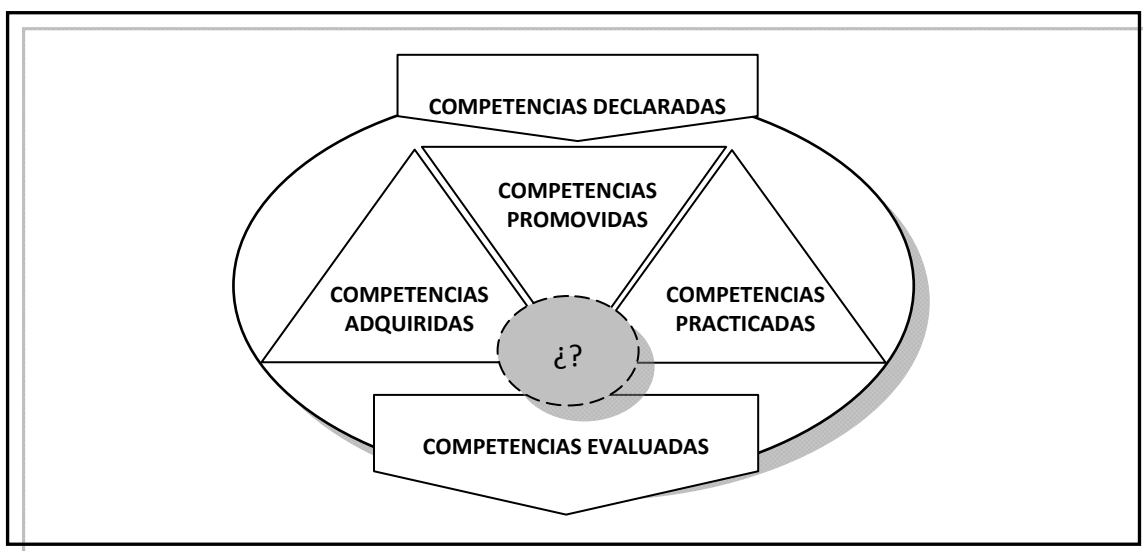 COMPETENCIAS DECLARADAS
COMPETENCIAS
PROMOVIDAS
COMPETENCIAS
ADQUIRIDAS
COMPETENCIAS
PRACTICADAS
¿?
COMPETENCIAS EVALUADAS